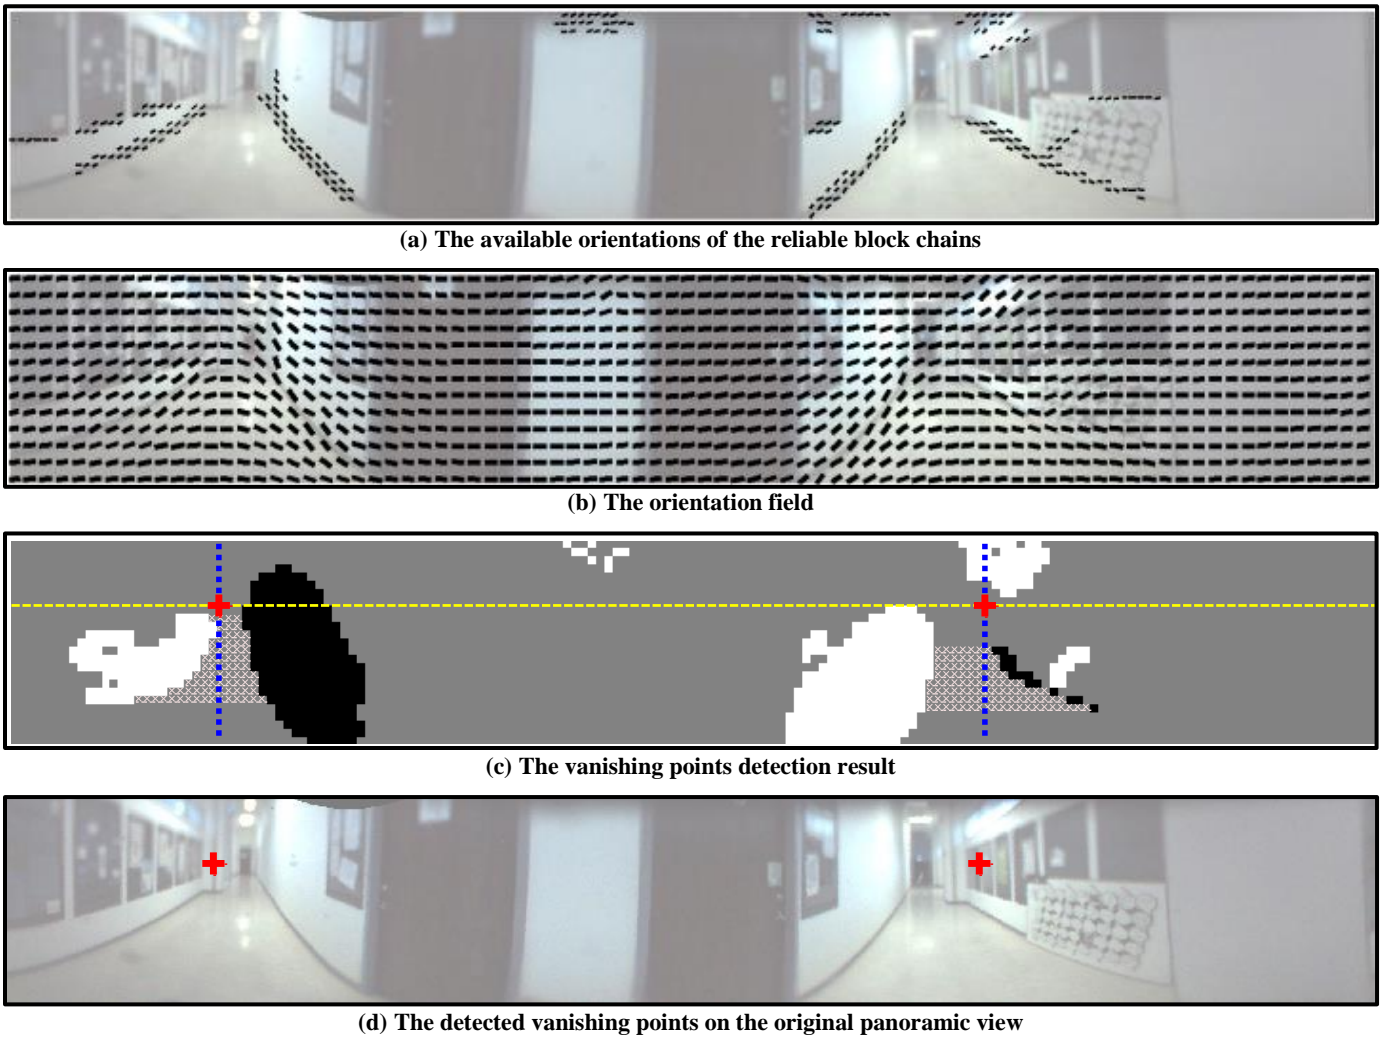 (a) The available orientations of the reliable block chains
(b) The orientation field
(c) The vanishing points detection result
(d) The detected vanishing points on the original panoramic view